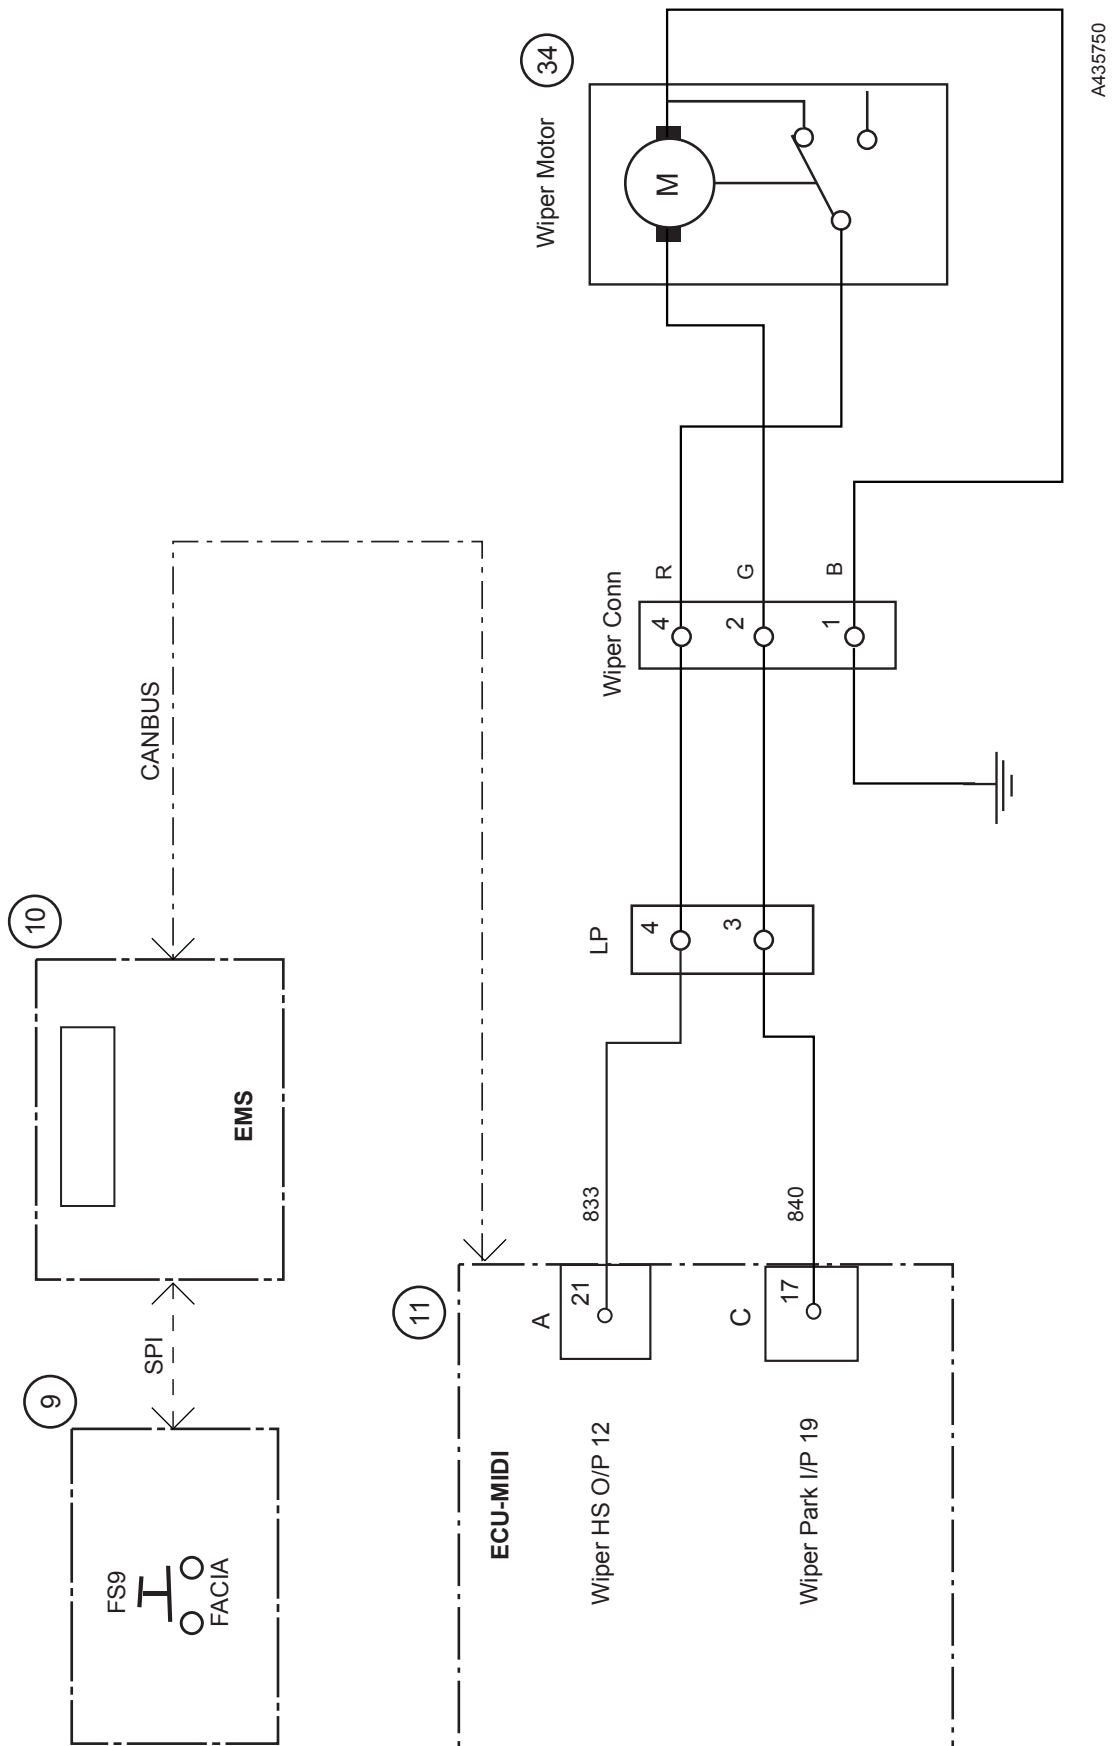 9
FS9
FACIA
SPI
10
EMS
CANBUS
11
ECU-MIDI
Wiper HS O/P 12
A
21
833
Wiper Park I/P 19
C
17
840
LP
4
3
Wiper Conn
4
R
2
G
1
B
34
Wiper Motor
M
A435750